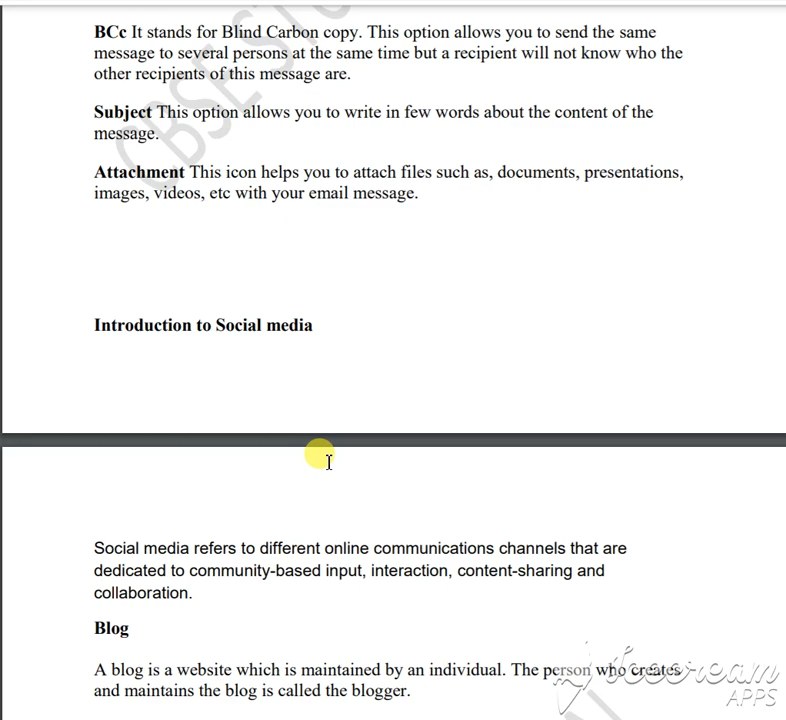 BCc It stands for Blind Carbon copy. This option allows you to send the same
message to several persons at the same time but a recipient will not know who the
other recipients of this message are.
Subject This option allows you to write in few words about the content of the
message.
Attachment This icon helps you to attach files such as, documents, presentations,
images, videos, etc with your email message.
Introduction to Social media
Social media refers to different online communications channels that are
dedicated to community-based input, interaction, content-sharing and
collaboration.
Blog
A blog is a website which is maintained by an individual. The person who creates
and maintains the blog is called the blogger.
Icecream
APPS
CBSE ST